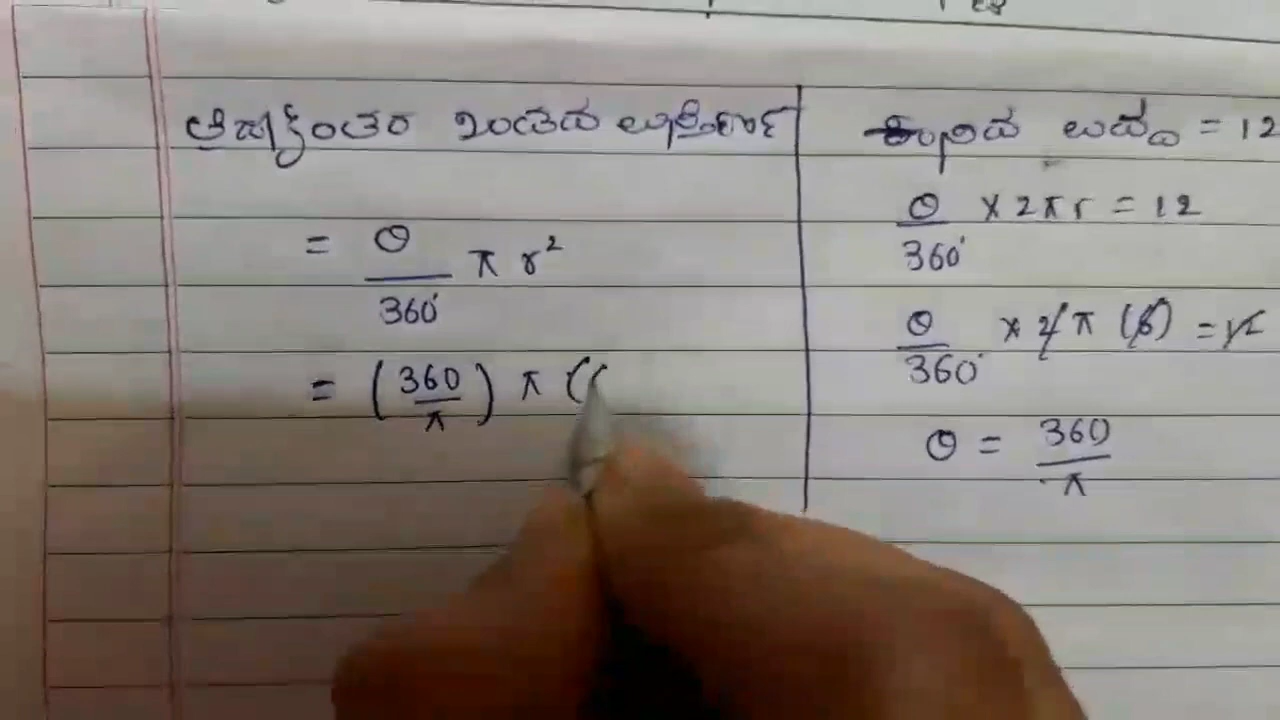 ತ್ರಿಜ್ಯಾಂತರ ಖಂಡದ ವಿಸ್ತೀರ್ಣ
= θ/360° π r²
= (360/π) π (
ಕಂಸದ ಉದ್ದ = 12
θ/360° × 2πr = 12
θ/360° × 2π (6) = 12
θ = 360/π